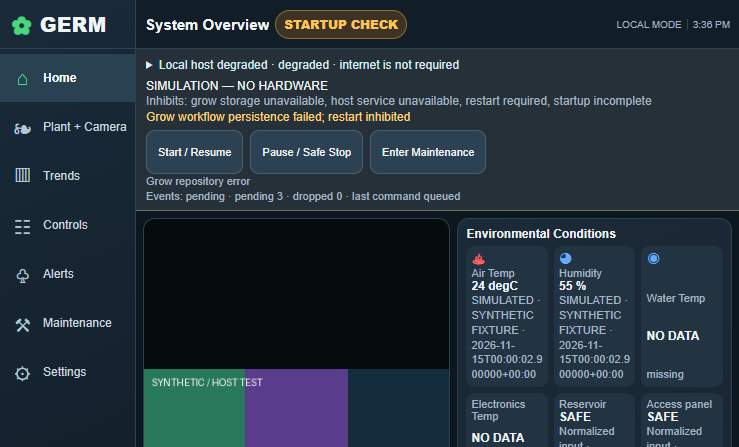 GERM
System Overview
STARTUP CHECK
LOCAL MODE
3:36 PM
Home
Plant + Camera
Trends
Controls
Alerts
Maintenance
Settings
Local host degraded · degraded · internet is not required
SIMULATION — NO HARDWARE
Inhibits: grow storage unavailable, host service unavailable, restart required, startup incomplete
Grow workflow persistence failed; restart inhibited
Start / Resume
Pause / Safe Stop
Enter Maintenance
Grow repository error
Events: pending · pending 3 · dropped 0 · last command queued
SYNTHETIC / HOST TEST
Environmental Conditions
Air Temp
24 degC
SIMULATED ·
SYNTHETIC
FIXTURE ·
2026-11-
15T00:00:02.9
00000+00:00
Humidity
55 %
SIMULATED ·
SYNTHETIC
FIXTURE ·
2026-11-
15T00:00:02.9
00000+00:00
Water Temp
NO DATA
missing
Electronics
Temp
NO DATA
Reservoir
SAFE
Normalized
input ·
Access panel
SAFE
Normalized
input ·